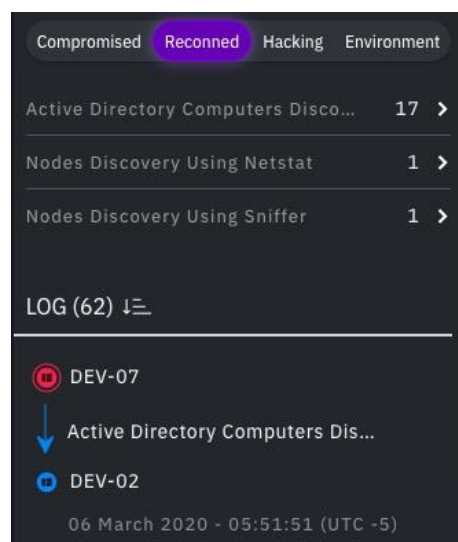 Compromised Reconned Hacking Environment
Active Directory Computers Disco... 17 >
Nodes Discovery Using Netstat 1 >
Nodes Discovery Using Sniffer 1 >
LOG (62)
DEV-07
Active Directory Computers Dis...
DEV-02
06 March 2020 - 05:51:51 (UTC -5)